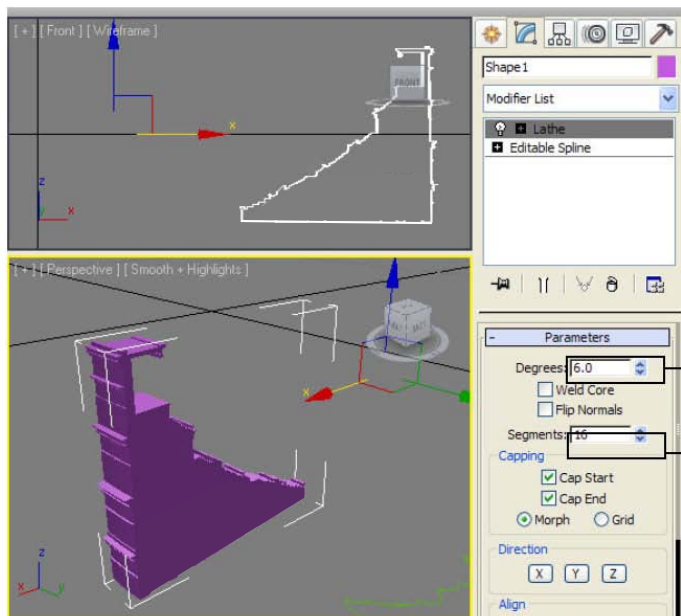 [ + ] [ Front ] [ Wireframe ]
FRONT
x
z
x
[ + ] [ Perspective ] [ Smooth + Highlights ]
x
z
x
y
Shape1
Modifier List
Lathe
Editable Spline
- Parameters
Degrees: 6.0
Weld Core
Flip Normals
Segments: 16
Capping
Cap Start
Cap End
Morph Grid
Direction
X Y Z
Align